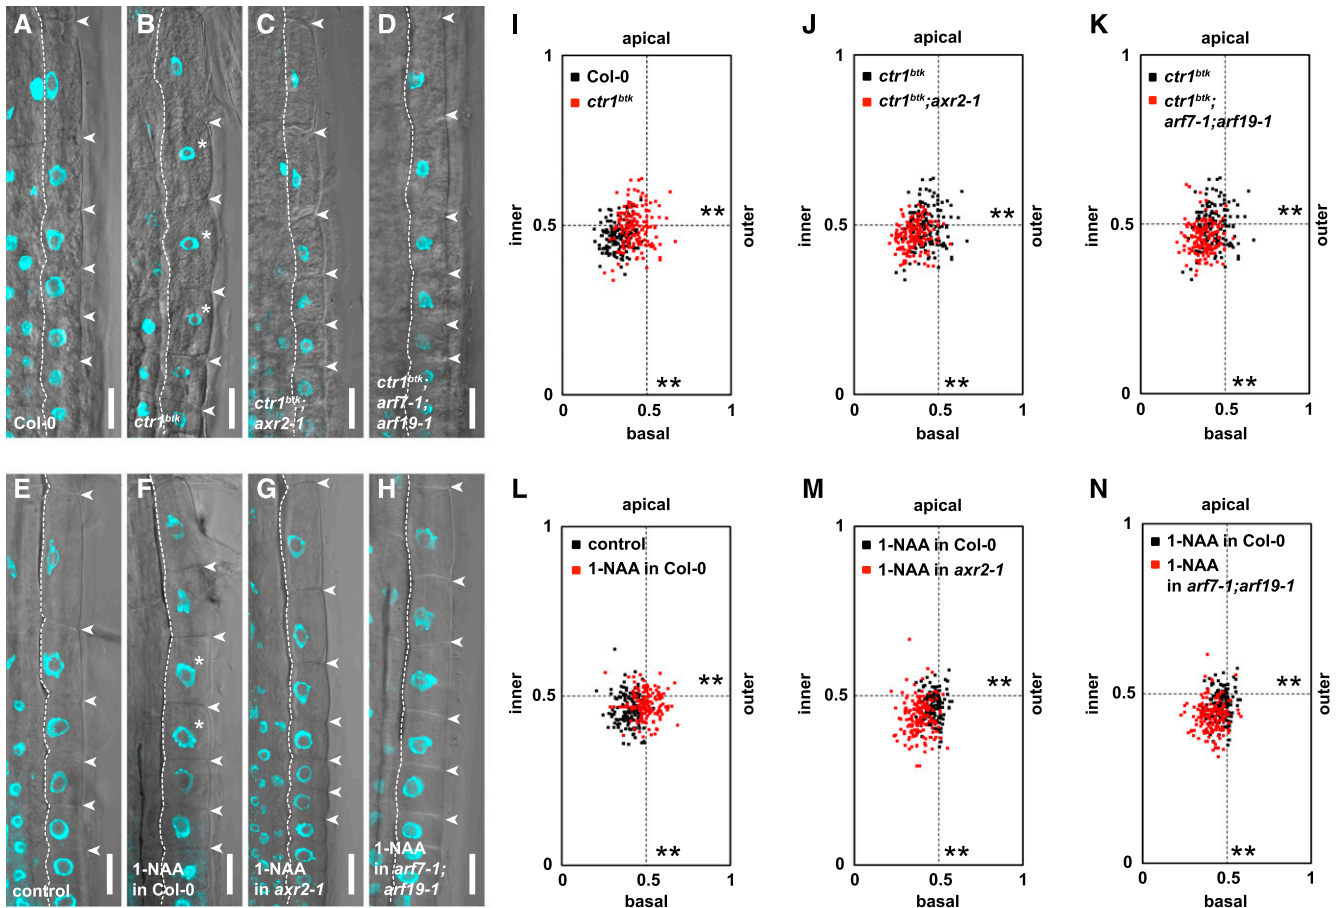 A
B
C
D
*
*
*
Col-0
ctr1btk
ctr1btk;
axr2-1
ctr1btk;
arf7-1;
arf19-1
E
F
G
H
*
*
control
1-NAA
in Col-0
1-NAA
in axr2-1
1-NAA
in arf7-1;
arf19-1
I
apical
1
Col-0
ctr1btk
inner
0.5
**
outer
0
**
0 0.5 1
basal
J
apical
1
ctr1btk
ctr1btk;axr2-1
inner
0.5
**
outer
0
**
0 0.5 1
basal
K
apical
1
ctr1btk
ctr1btk;
arf7-1;arf19-1
inner
0.5
**
outer
0
**
0 0.5 1
basal
L
apical
1
control
1-NAA in Col-0
inner
0.5
**
outer
0
**
0 0.5 1
basal
M
apical
1
1-NAA in Col-0
1-NAA in axr2-1
inner
0.5
**
outer
0
**
0 0.5 1
basal
N
apical
1
1-NAA in Col-0
1-NAA
in arf7-1;arf19-1
inner
0.5
**
outer
0
**
0 0.5 1
basal